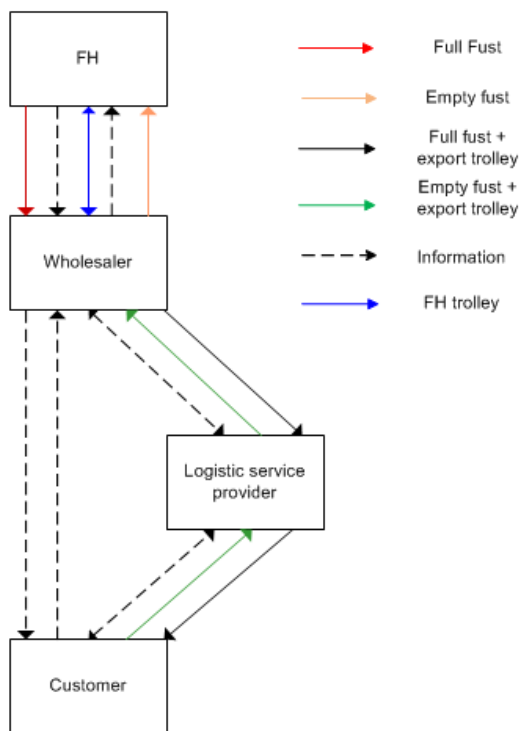 FH
Full Fust
Empty fust
Full fust +
export trolley
Empty fust +
export trolley
Wholesaler
Information
FH trolley
Logistic service
provider
Customer